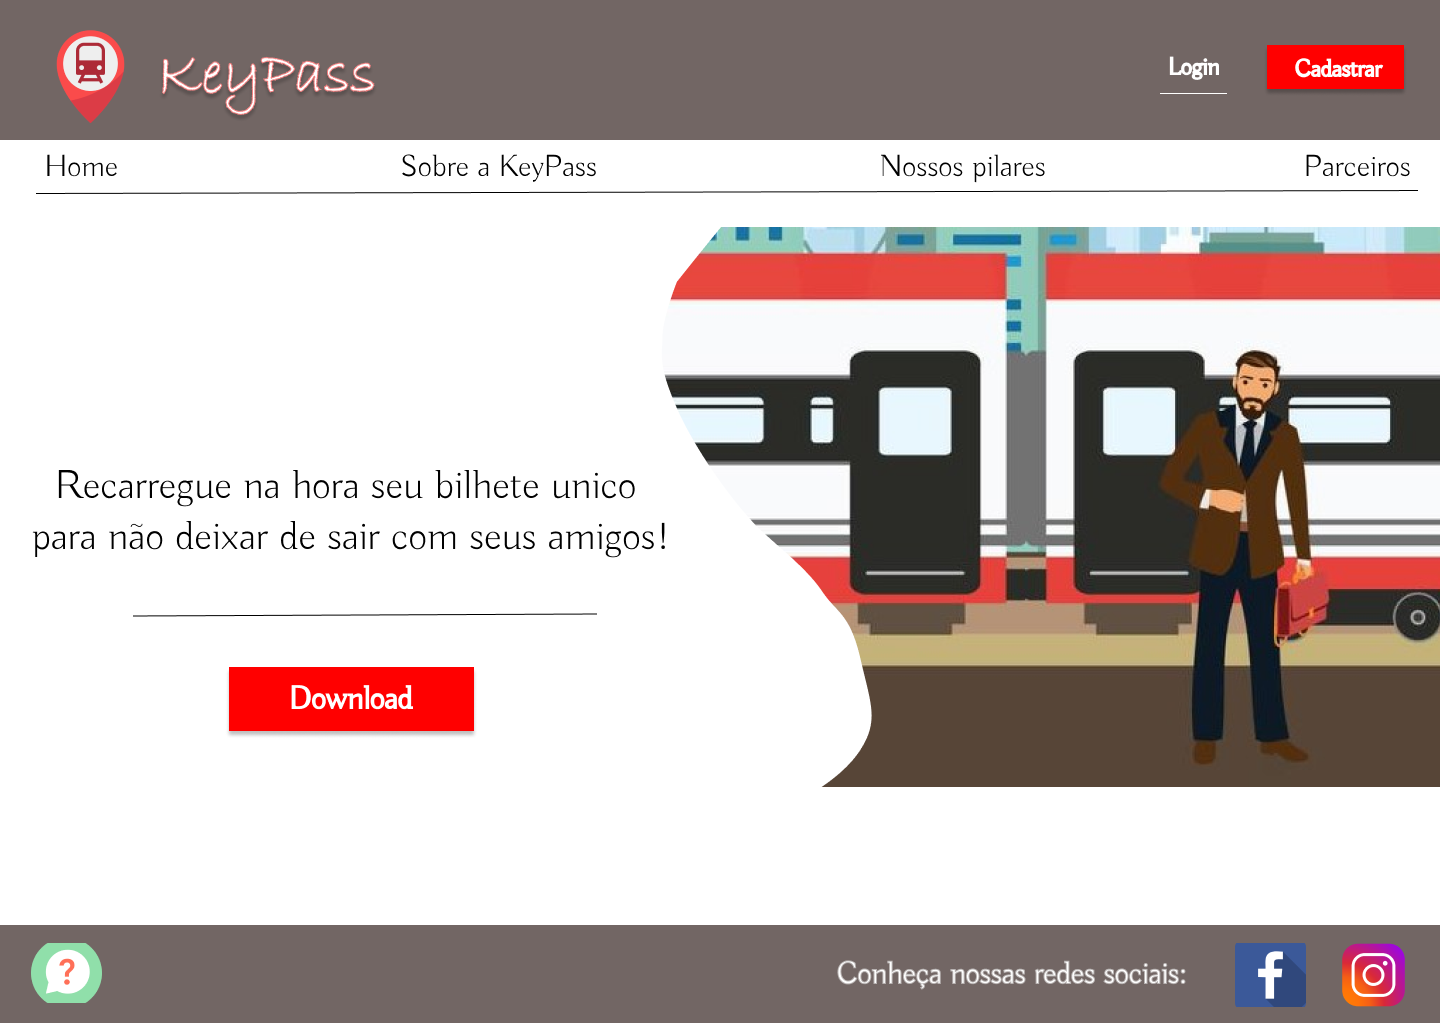 KeyPass
Login
Cadastrar
Home
Sobre a KeyPass
Nossos pilares
Parceiros
Recarregue na hora seu bilhete unico
para não deixar de sair com seus amigos!
Download
?
Conheça nossas redes sociais:
f